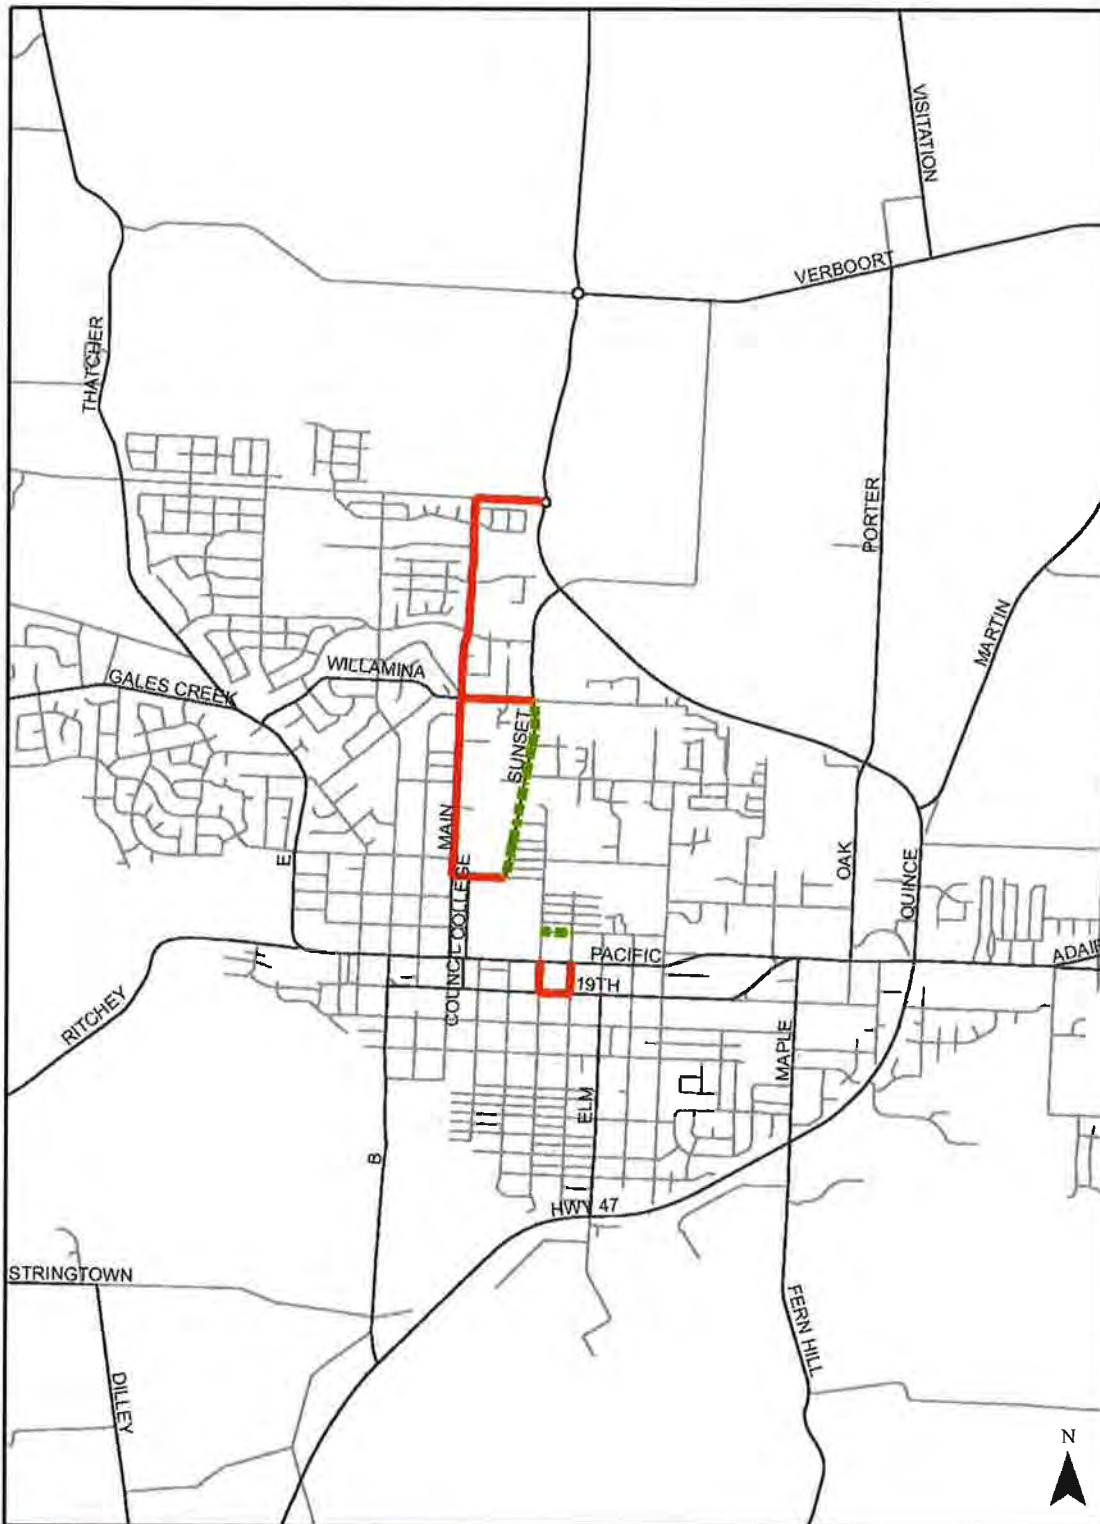 VISITATION
VERBOORT
THATCHER
PORTER
MARTIN
WILLAMINA
GALES CREEK
SUNSET
MAIN
E
COLLEGE
OAK
QUINCE
COUNCIL
PACIFIC
ADAIR
19TH
RITCHEY
MAPLE
ELM
B
HWY 47
STRINGTOWN
FERN HILL
DILLEY
N